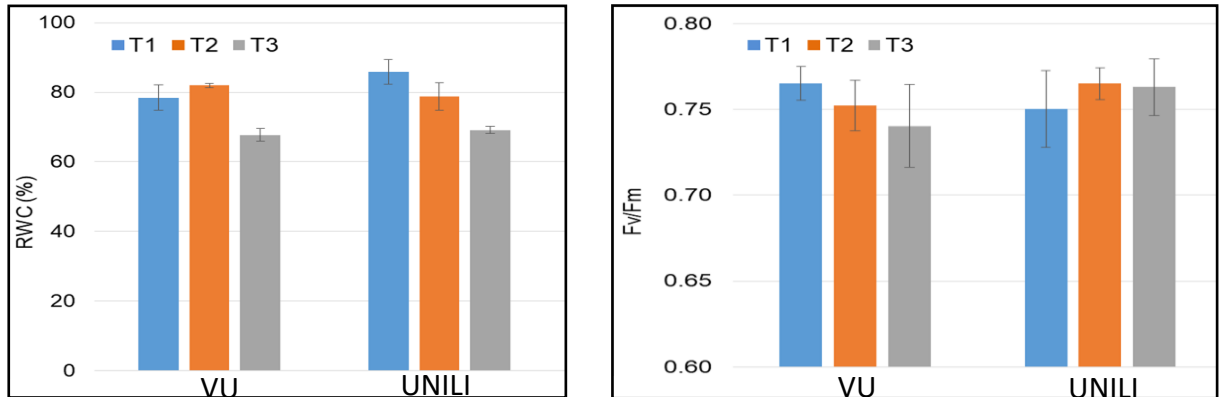 100
T1 T2 T3
80
60
RWC (%)
40
20
0
VU UNILI
0.80
T1 T2 T3
0.75
0.70
Fv/Fm
0.65
0.60
VU UNILI